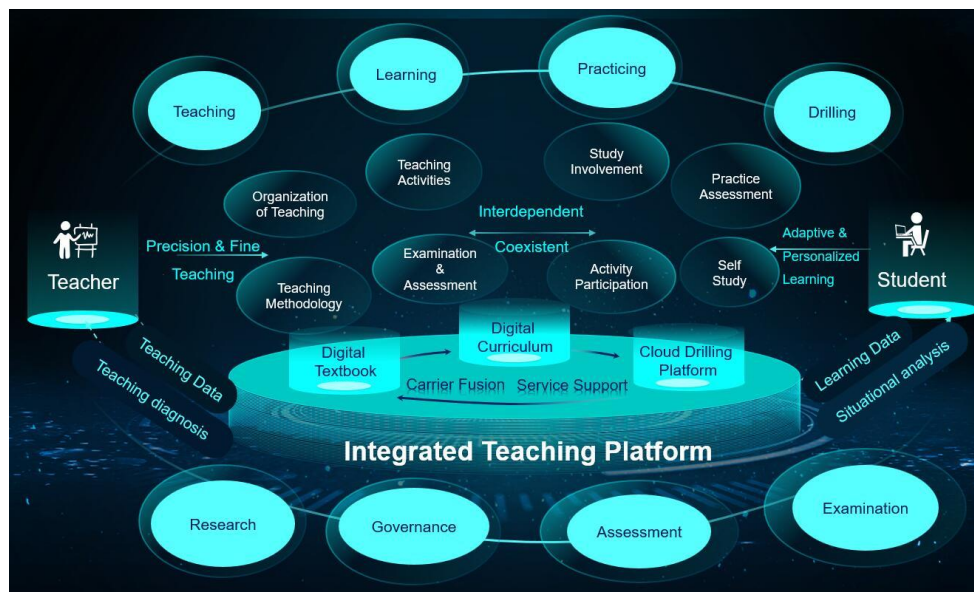 Teaching
Learning
Practicing
Drilling
Organization
of Teaching
Teaching
Activities
Study
Involvement
Practice
Assessment
Teacher
Precision & Fine
Teaching
Interdependent
Coexistent
Adaptive &
Personalized
Learning
Student
Teaching
Methodology
Examination
&
Assessment
Activity
Participation
Self
Study
Digital
Textbook
Digital
Curriculum
Cloud Drilling
Platform
Carrier Fusion
Service Support
Teaching Data
Teaching diagnosis
Learning Data
Situational analysis
Integrated Teaching Platform
Research
Governance
Assessment
Examination